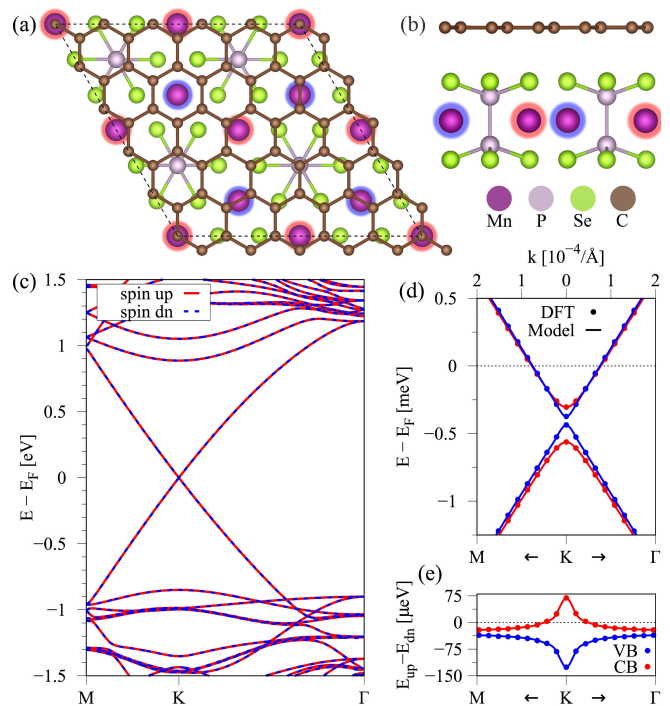 (a)
(b)
Mn P Se C
(c)
spin up
spin dn
E − E_F [eV]
1.5
1
0.5
0
−0.5
−1
−1.5
M K Γ
k [10⁻⁴/Å]
2 1 0 1 2
(d)
DFT
Model
E − E_F [meV]
0.5
0
−0.5
−1
M ← K → Γ
(e)
E_up−E_dn [μeV]
75
0
−75
−150
VB
CB
M ← K → Γ